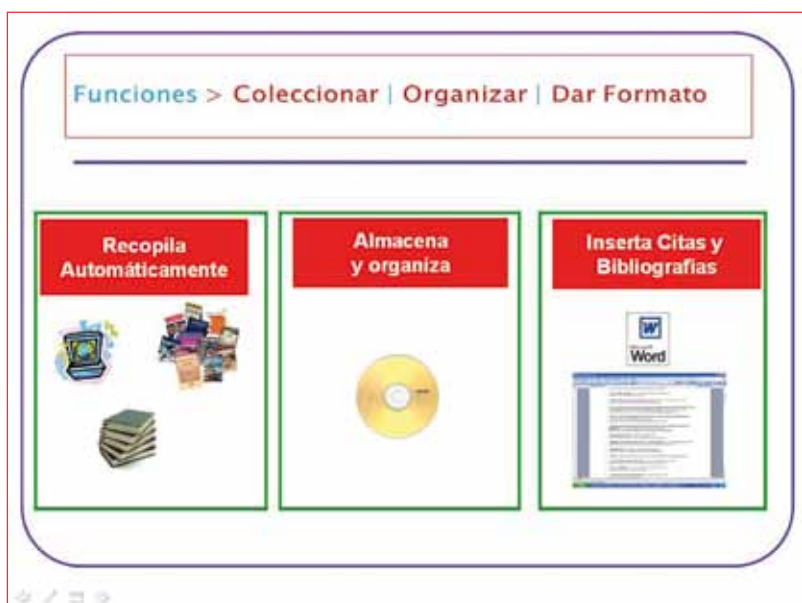 Funciones > Coleccionar | Organizar | Dar Formato
Recopila
Automáticamente
Almacena
y organiza
Inserta Citas y
Bibliografías
Word